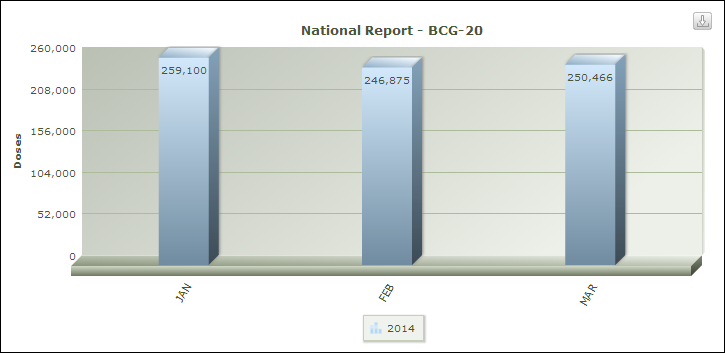 National Report - BCG-20
260,000
208,000
156,000
104,000
52,000
0
Doses
259,100
246,875
250,466
JAN
FEB
MAR
2014